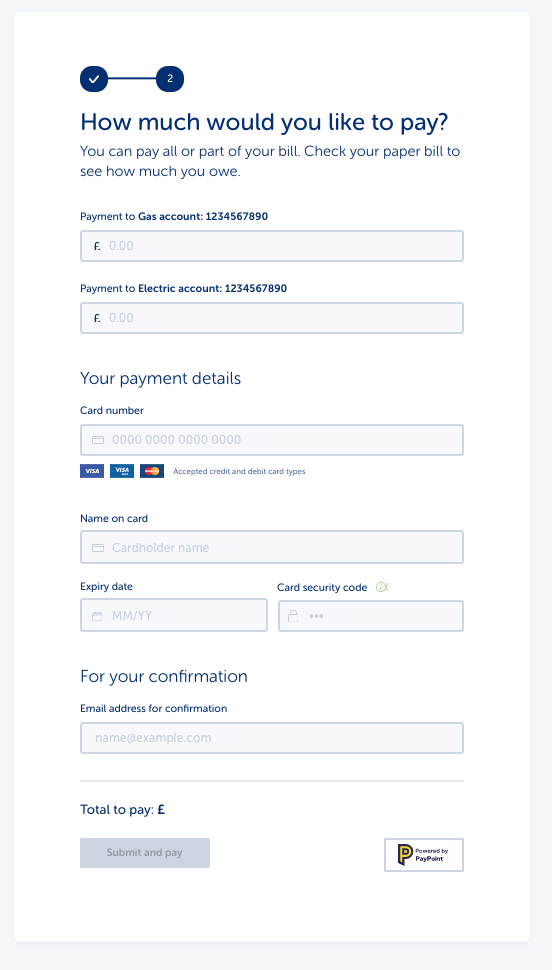 2
How much would you like to pay?
You can pay all or part of your bill. Check your paper bill to
see how much you owe.
Payment to Gas account: 1234567890
£ 0.00
Payment to Electric account: 1234567890
£ 0.00
Your payment details
Card number
0000 0000 0000 0000
VISA VISA MasterCard Accepted credit and debit card types
Name on card
Cardholder name
Expiry date Card security code
MM/YY •••
For your confirmation
Email address for confirmation
name@example.com
Total to pay: £
Submit and pay
Powered by
PayPoint